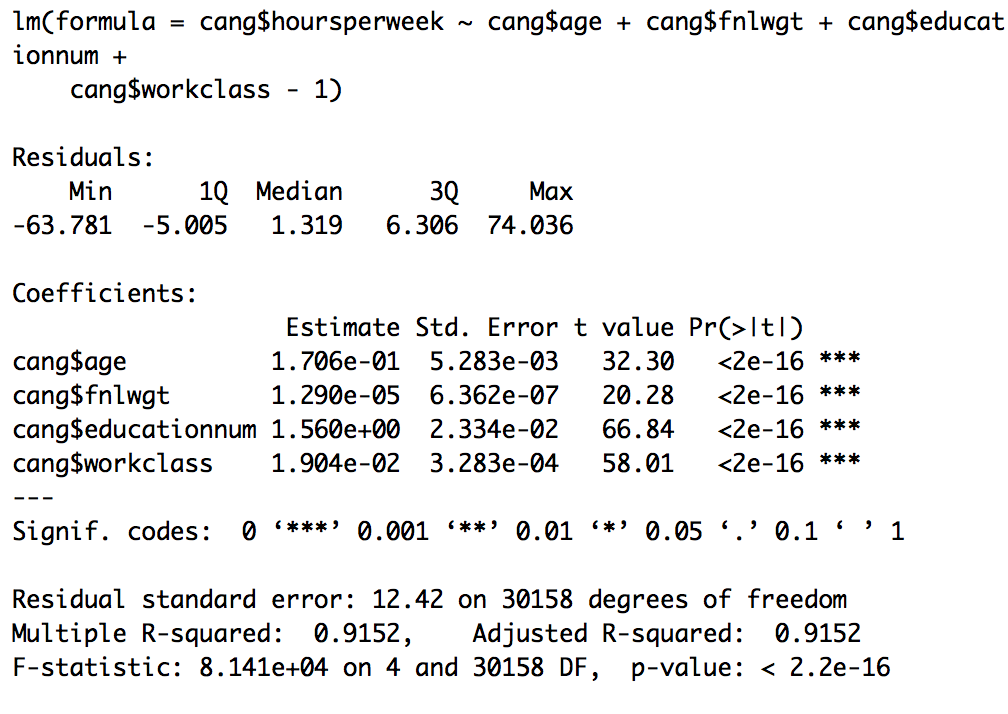 lm(formula = cang$hoursperweek ~ cang$age + cang$fnlwgt + cang$educat
ionnum +
    cang$workclass - 1)

Residuals:
    Min      1Q  Median      3Q     Max
-63.781  -5.005   1.319   6.306  74.036

Coefficients:
                   Estimate Std. Error t value Pr(>|t|)
cang$age          1.706e-01  5.283e-03   32.30   <2e-16 ***
cang$fnlwgt       1.290e-05  6.362e-07   20.28   <2e-16 ***
cang$educationnum 1.560e+00  2.334e-02   66.84   <2e-16 ***
cang$workclass    1.904e-02  3.283e-04   58.01   <2e-16 ***
---
Signif. codes:  0 ‘***’ 0.001 ‘**’ 0.01 ‘*’ 0.05 ‘.’ 0.1 ‘ ’ 1

Residual standard error: 12.42 on 30158 degrees of freedom
Multiple R-squared:  0.9152,    Adjusted R-squared:  0.9152
F-statistic: 8.141e+04 on 4 and 30158 DF,  p-value: < 2.2e-16